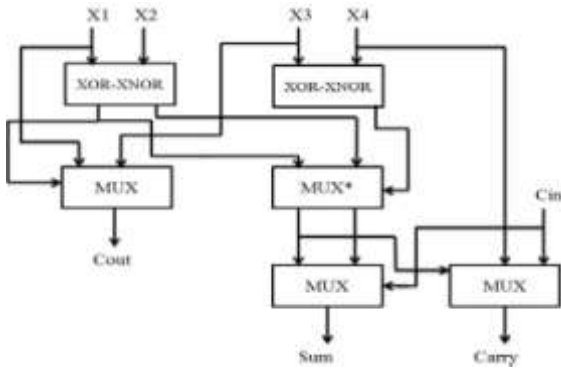 X1 X2 X3 X4
XOR-XNOR XOR-XNOR
MUX MUX*
Cin
Cout
MUX MUX
Sum Carry